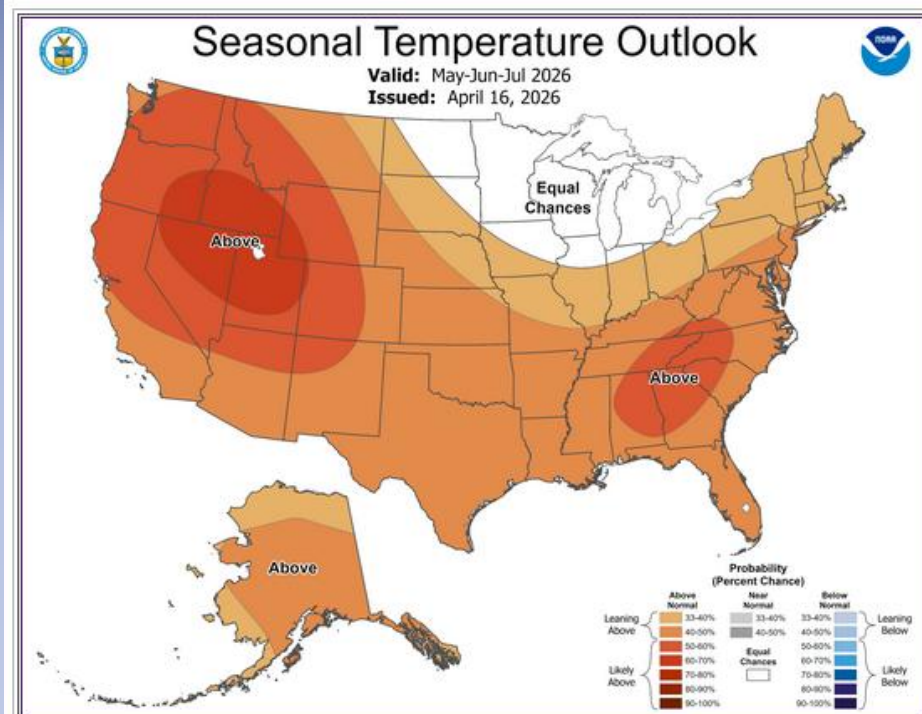 Seasonal Temperature Outlook
Valid: May-Jun-Jul 2026
Issued: April 16, 2026
NOAA
Equal
Chances
Above
Above
Above
Probability
(Percent Chance)
Above
Normal
Near
Normal
Below
Normal
Leaning
Above
33-40%
33-40%
33-40%
Leaning
Below
40-50%
40-50%
40-50%
Likely
Above
50-60%
Equal
Chances
50-60%
Likely
Below
60-70%
60-70%
70-80%
70-80%
80-90%
80-90%
90-100%
90-100%